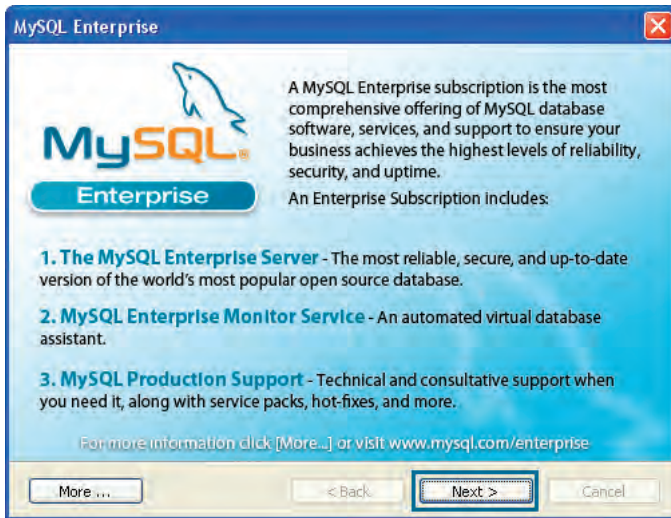 MySQL Enterprise
A MySQL Enterprise subscription is the most
comprehensive offering of MySQL database
software, services, and support to ensure your
business achieves the highest levels of reliability,
security, and uptime.
An Enterprise Subscription includes:
MySQL®
Enterprise
1. The MySQL Enterprise Server - The most reliable, secure, and up-to-date
version of the world's most popular open source database.
2. MySQL Enterprise Monitor Service - An automated virtual database
assistant.
3. MySQL Production Support - Technical and consultative support when
you need it, along with service packs, hot-fixes, and more.
For more information click [More...] or visit www.mysql.com/enterprise
More ...
< Back
Next >
Cancel